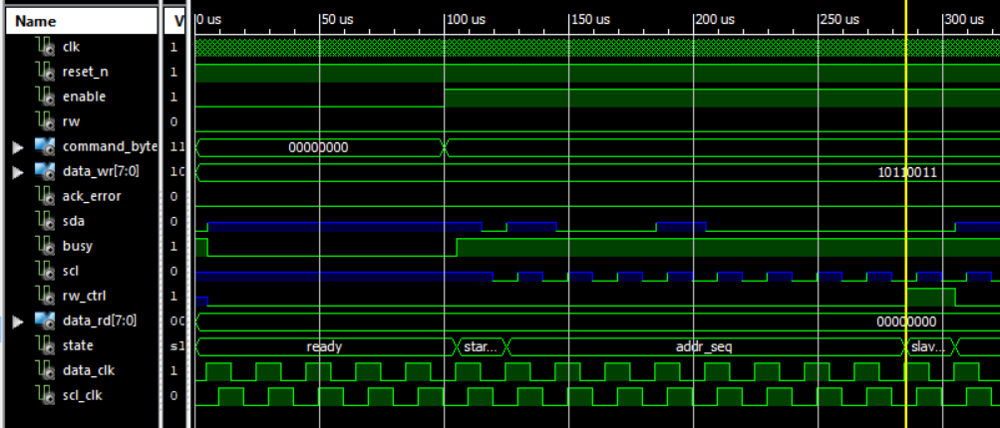 Name V 0 us 50 us 100 us 150 us 200 us 250 us 300 us
clk 1
reset_n 1
enable 1
rw 0
command_byte 11 00000000
data_wr[7:0] 10 10110011
ack_error 0
sda 0
busy 1
scl 0
rw_ctrl 1
data_rd[7:0] 00 00000000
state s1 ready star... addr_seq slav...
data_clk 1
scl_clk 0